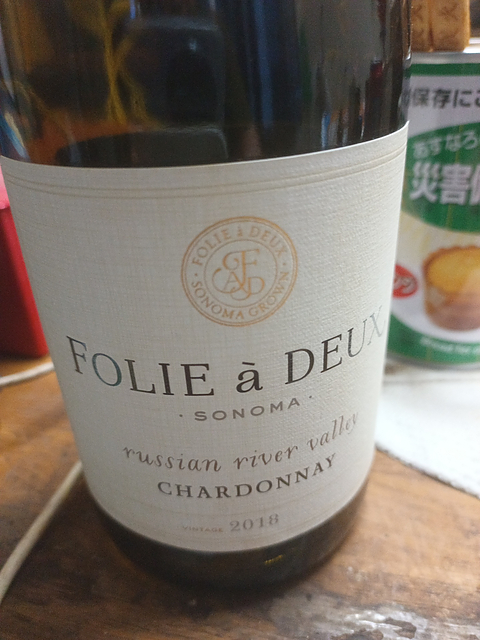 FOLIE & DEUX
SONOMA GROWN
FOLIE à DEUX
· SONOMA ·
russian river valley
CHARDONNAY
VINTAGE 2018
保存に
あすなろ
災害